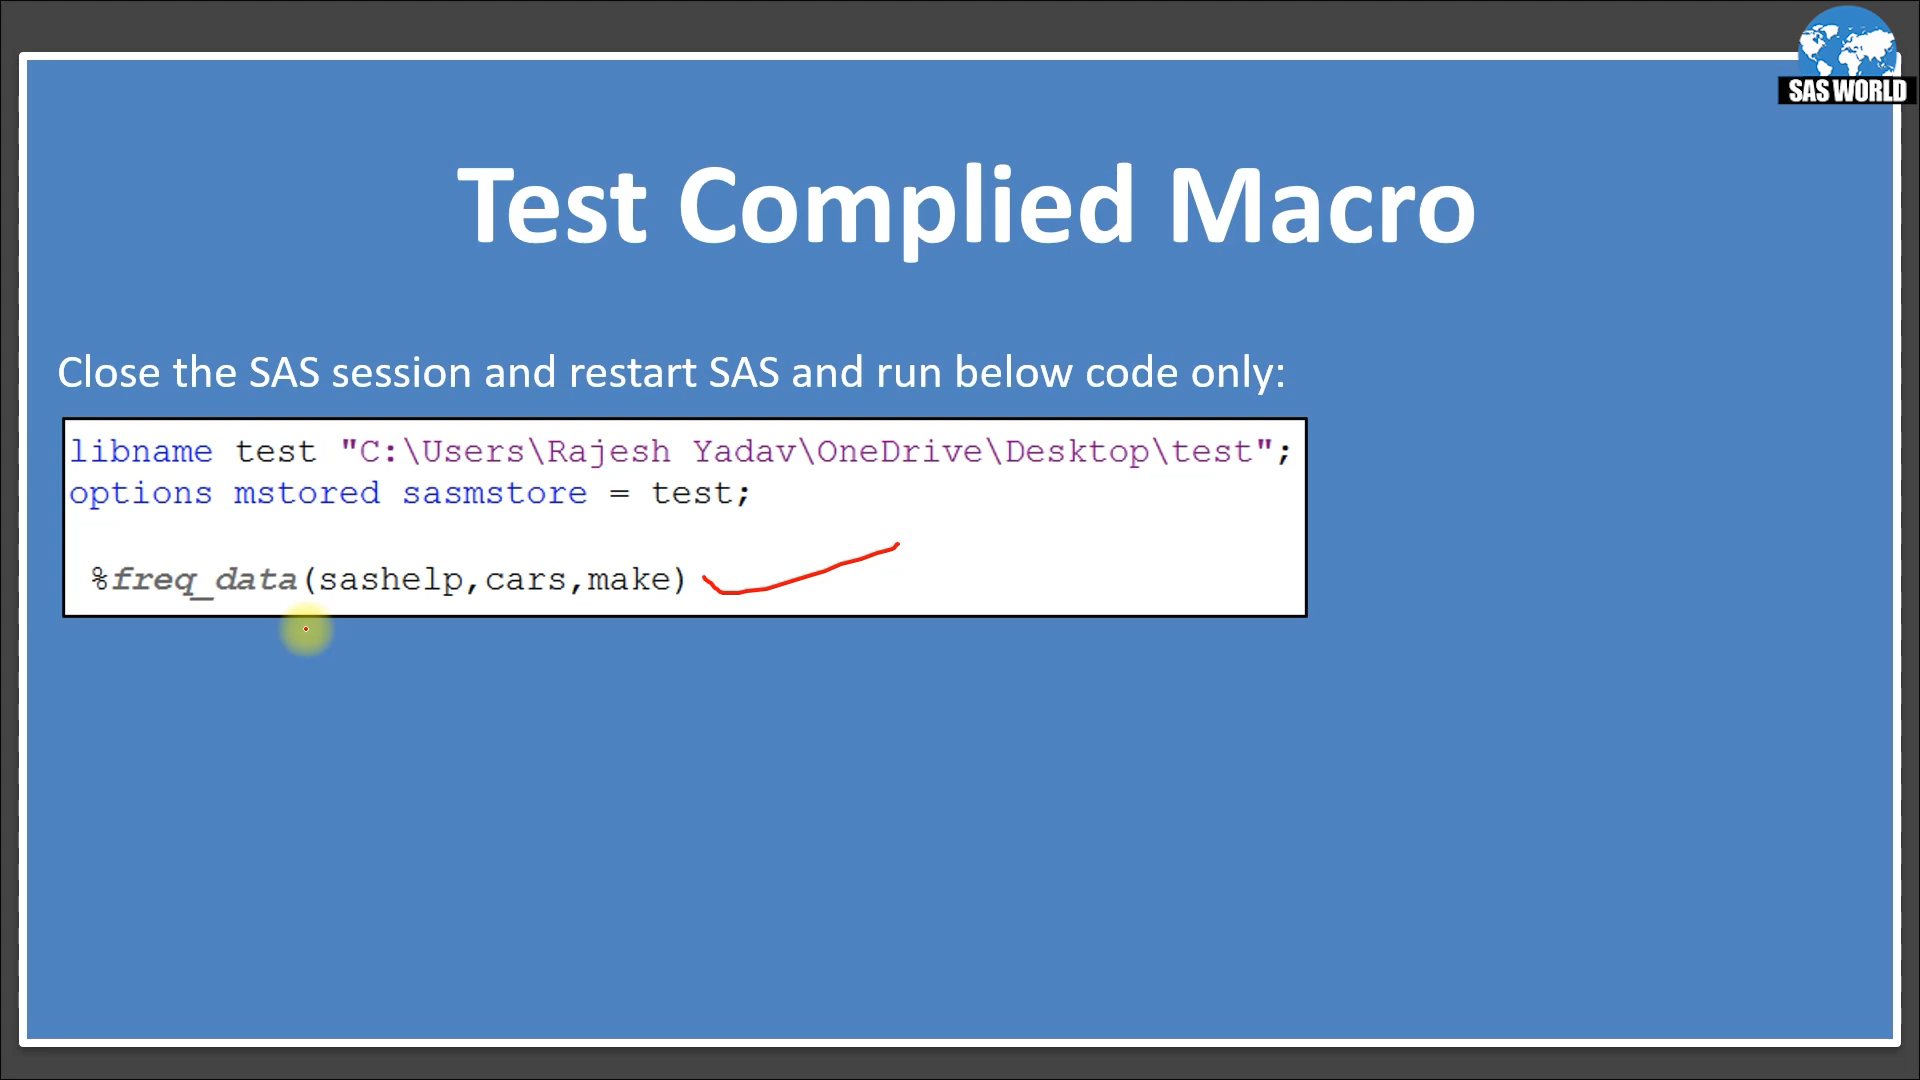 SAS WORLD
Test Complied Macro
Close the SAS session and restart SAS and run below code only:
libname test "C:\Users\Rajesh Yadav\OneDrive\Desktop\test";
options mstored sasmstore = test;
%freq_data(sashelp,cars,make)